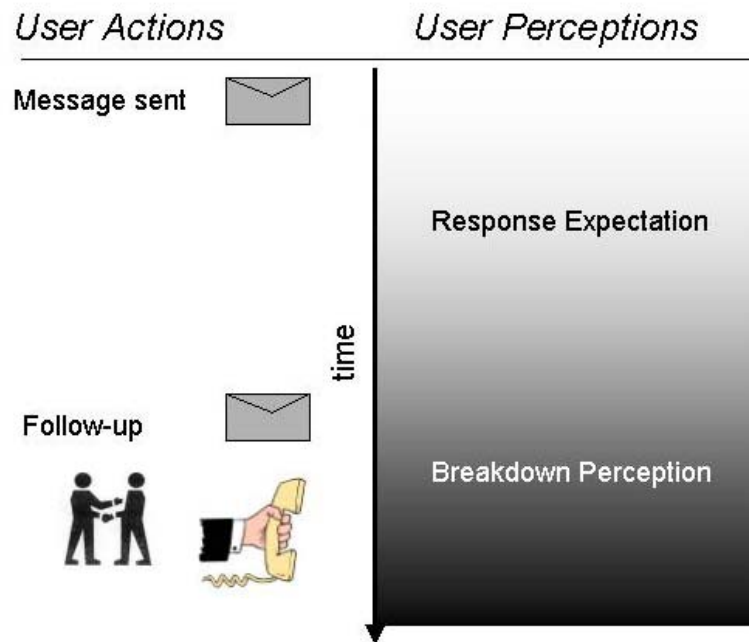 User Actions
User Perceptions
Message sent
Response Expectation
time
Follow-up
Breakdown Perception